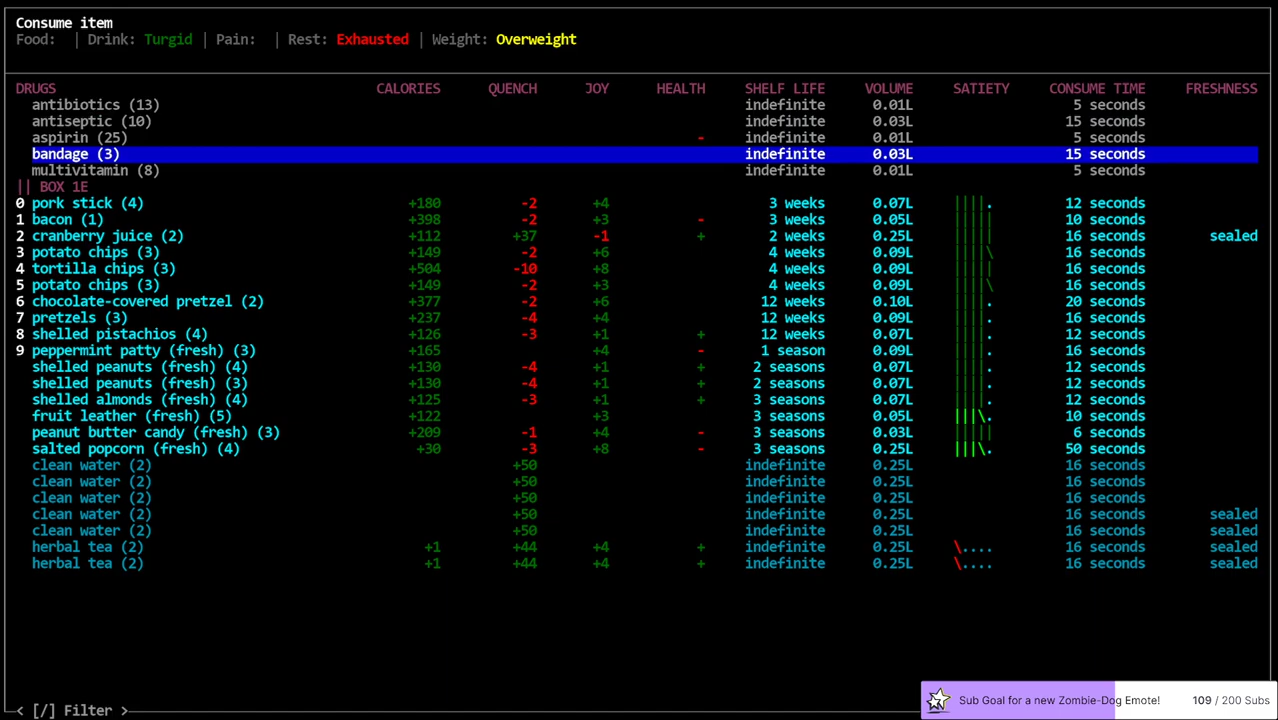 Consume item
Food: | Drink: Turgid | Pain: | Rest: Exhausted | Weight: Overweight
DRUGS CALORIES QUENCH JOY HEALTH SHELF LIFE VOLUME SATIETY CONSUME TIME FRESHNESS
antibiotics (13) indefinite 0.01L 5 seconds
antiseptic (10) indefinite 0.03L 15 seconds
aspirin (25) - indefinite 0.01L 5 seconds
bandage (3) indefinite 0.03L 15 seconds
multivitamin (8) indefinite 0.01L 5 seconds
|| BOX 1E
0 pork stick (4) +180 -2 +4 3 weeks 0.07L ||||. 12 seconds
1 bacon (1) +398 -2 +3 - 3 weeks 0.05L ||||| 10 seconds
2 cranberry juice (2) +112 +37 -1 + 2 weeks 0.25L ||||| 16 seconds sealed
3 potato chips (3) +149 -2 +6 4 weeks 0.09L ||||\ 16 seconds
4 tortilla chips (3) +504 -10 +8 4 weeks 0.09L ||||| 16 seconds
5 potato chips (3) +149 -2 +3 4 weeks 0.09L ||||\ 16 seconds
6 chocolate-covered pretzel (2) +377 -2 +6 12 weeks 0.10L ||||. 20 seconds
7 pretzels (3) +237 -4 +4 12 weeks 0.09L ||||. 16 seconds
8 shelled pistachios (4) +126 -3 +1 + 12 weeks 0.07L ||||. 12 seconds
9 peppermint patty (fresh) (3) +165 +4 - 1 season 0.09L ||||. 16 seconds
shelled peanuts (fresh) (4) +130 -4 +1 + 2 seasons 0.07L ||||. 12 seconds
shelled peanuts (fresh) (3) +130 -4 +1 + 2 seasons 0.07L ||||. 12 seconds
shelled almonds (fresh) (4) +125 -3 +1 + 3 seasons 0.07L ||||. 12 seconds
fruit leather (fresh) (5) +122 +3 3 seasons 0.05L |||\. 10 seconds
peanut butter candy (fresh) (3) +209 -1 +4 - 3 seasons 0.03L ||||| 6 seconds
salted popcorn (fresh) (4) +30 -3 +8 - 3 seasons 0.25L |||\. 50 seconds
clean water (2) +50 indefinite 0.25L 16 seconds
clean water (2) +50 indefinite 0.25L 16 seconds
clean water (2) +50 indefinite 0.25L 16 seconds
clean water (2) +50 indefinite 0.25L 16 seconds sealed
clean water (2) +50 indefinite 0.25L 16 seconds sealed
herbal tea (2) +1 +44 +4 + indefinite 0.25L \.... 16 seconds sealed
herbal tea (2) +1 +44 +4 + indefinite 0.25L \.... 16 seconds sealed
< [/] Filter >
Sub Goal for a new Zombie-Dog Emote! 109 / 200 Subs